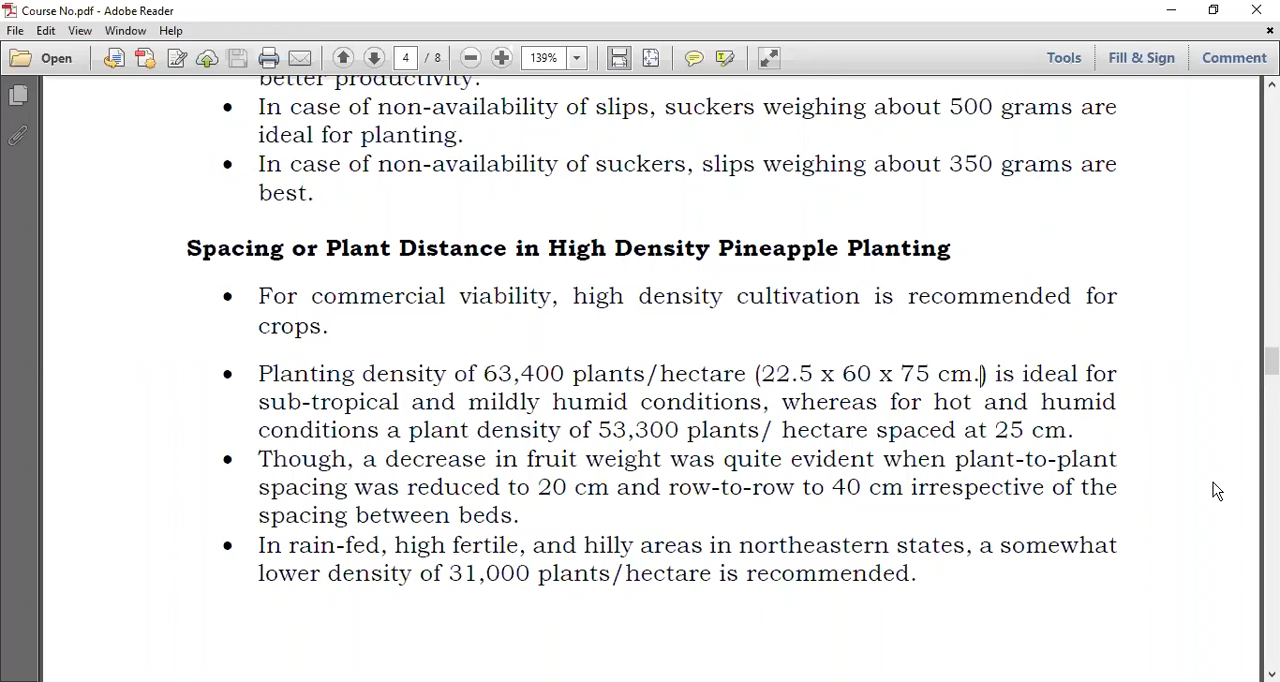 Course No.pdf - Adobe Reader
File Edit View Window Help
Open 4 / 8 139% Tools Fill & Sign Comment
better productivity.
• In case of non-availability of slips, suckers weighing about 500 grams are
ideal for planting.
• In case of non-availability of suckers, slips weighing about 350 grams are
best.
Spacing or Plant Distance in High Density Pineapple Planting
• For commercial viability, high density cultivation is recommended for
crops.
• Planting density of 63,400 plants/hectare (22.5 x 60 x 75 cm.) is ideal for
sub-tropical and mildly humid conditions, whereas for hot and humid
conditions a plant density of 53,300 plants/ hectare spaced at 25 cm.
• Though, a decrease in fruit weight was quite evident when plant-to-plant
spacing was reduced to 20 cm and row-to-row to 40 cm irrespective of the
spacing between beds.
• In rain-fed, high fertile, and hilly areas in northeastern states, a somewhat
lower density of 31,000 plants/hectare is recommended.